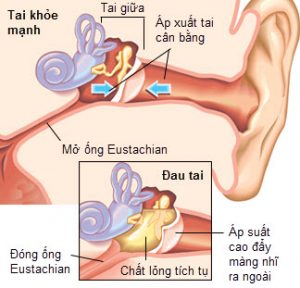 Tai khỏe
mạnh
Tai giữa
Áp xuất tai
cân bằng
Mở ống Eustachian
Đau tai
Đóng ống
Eustachian
Chất lỏng tích tụ
Áp suất
cao đẩy
màng nhĩ
ra ngoài